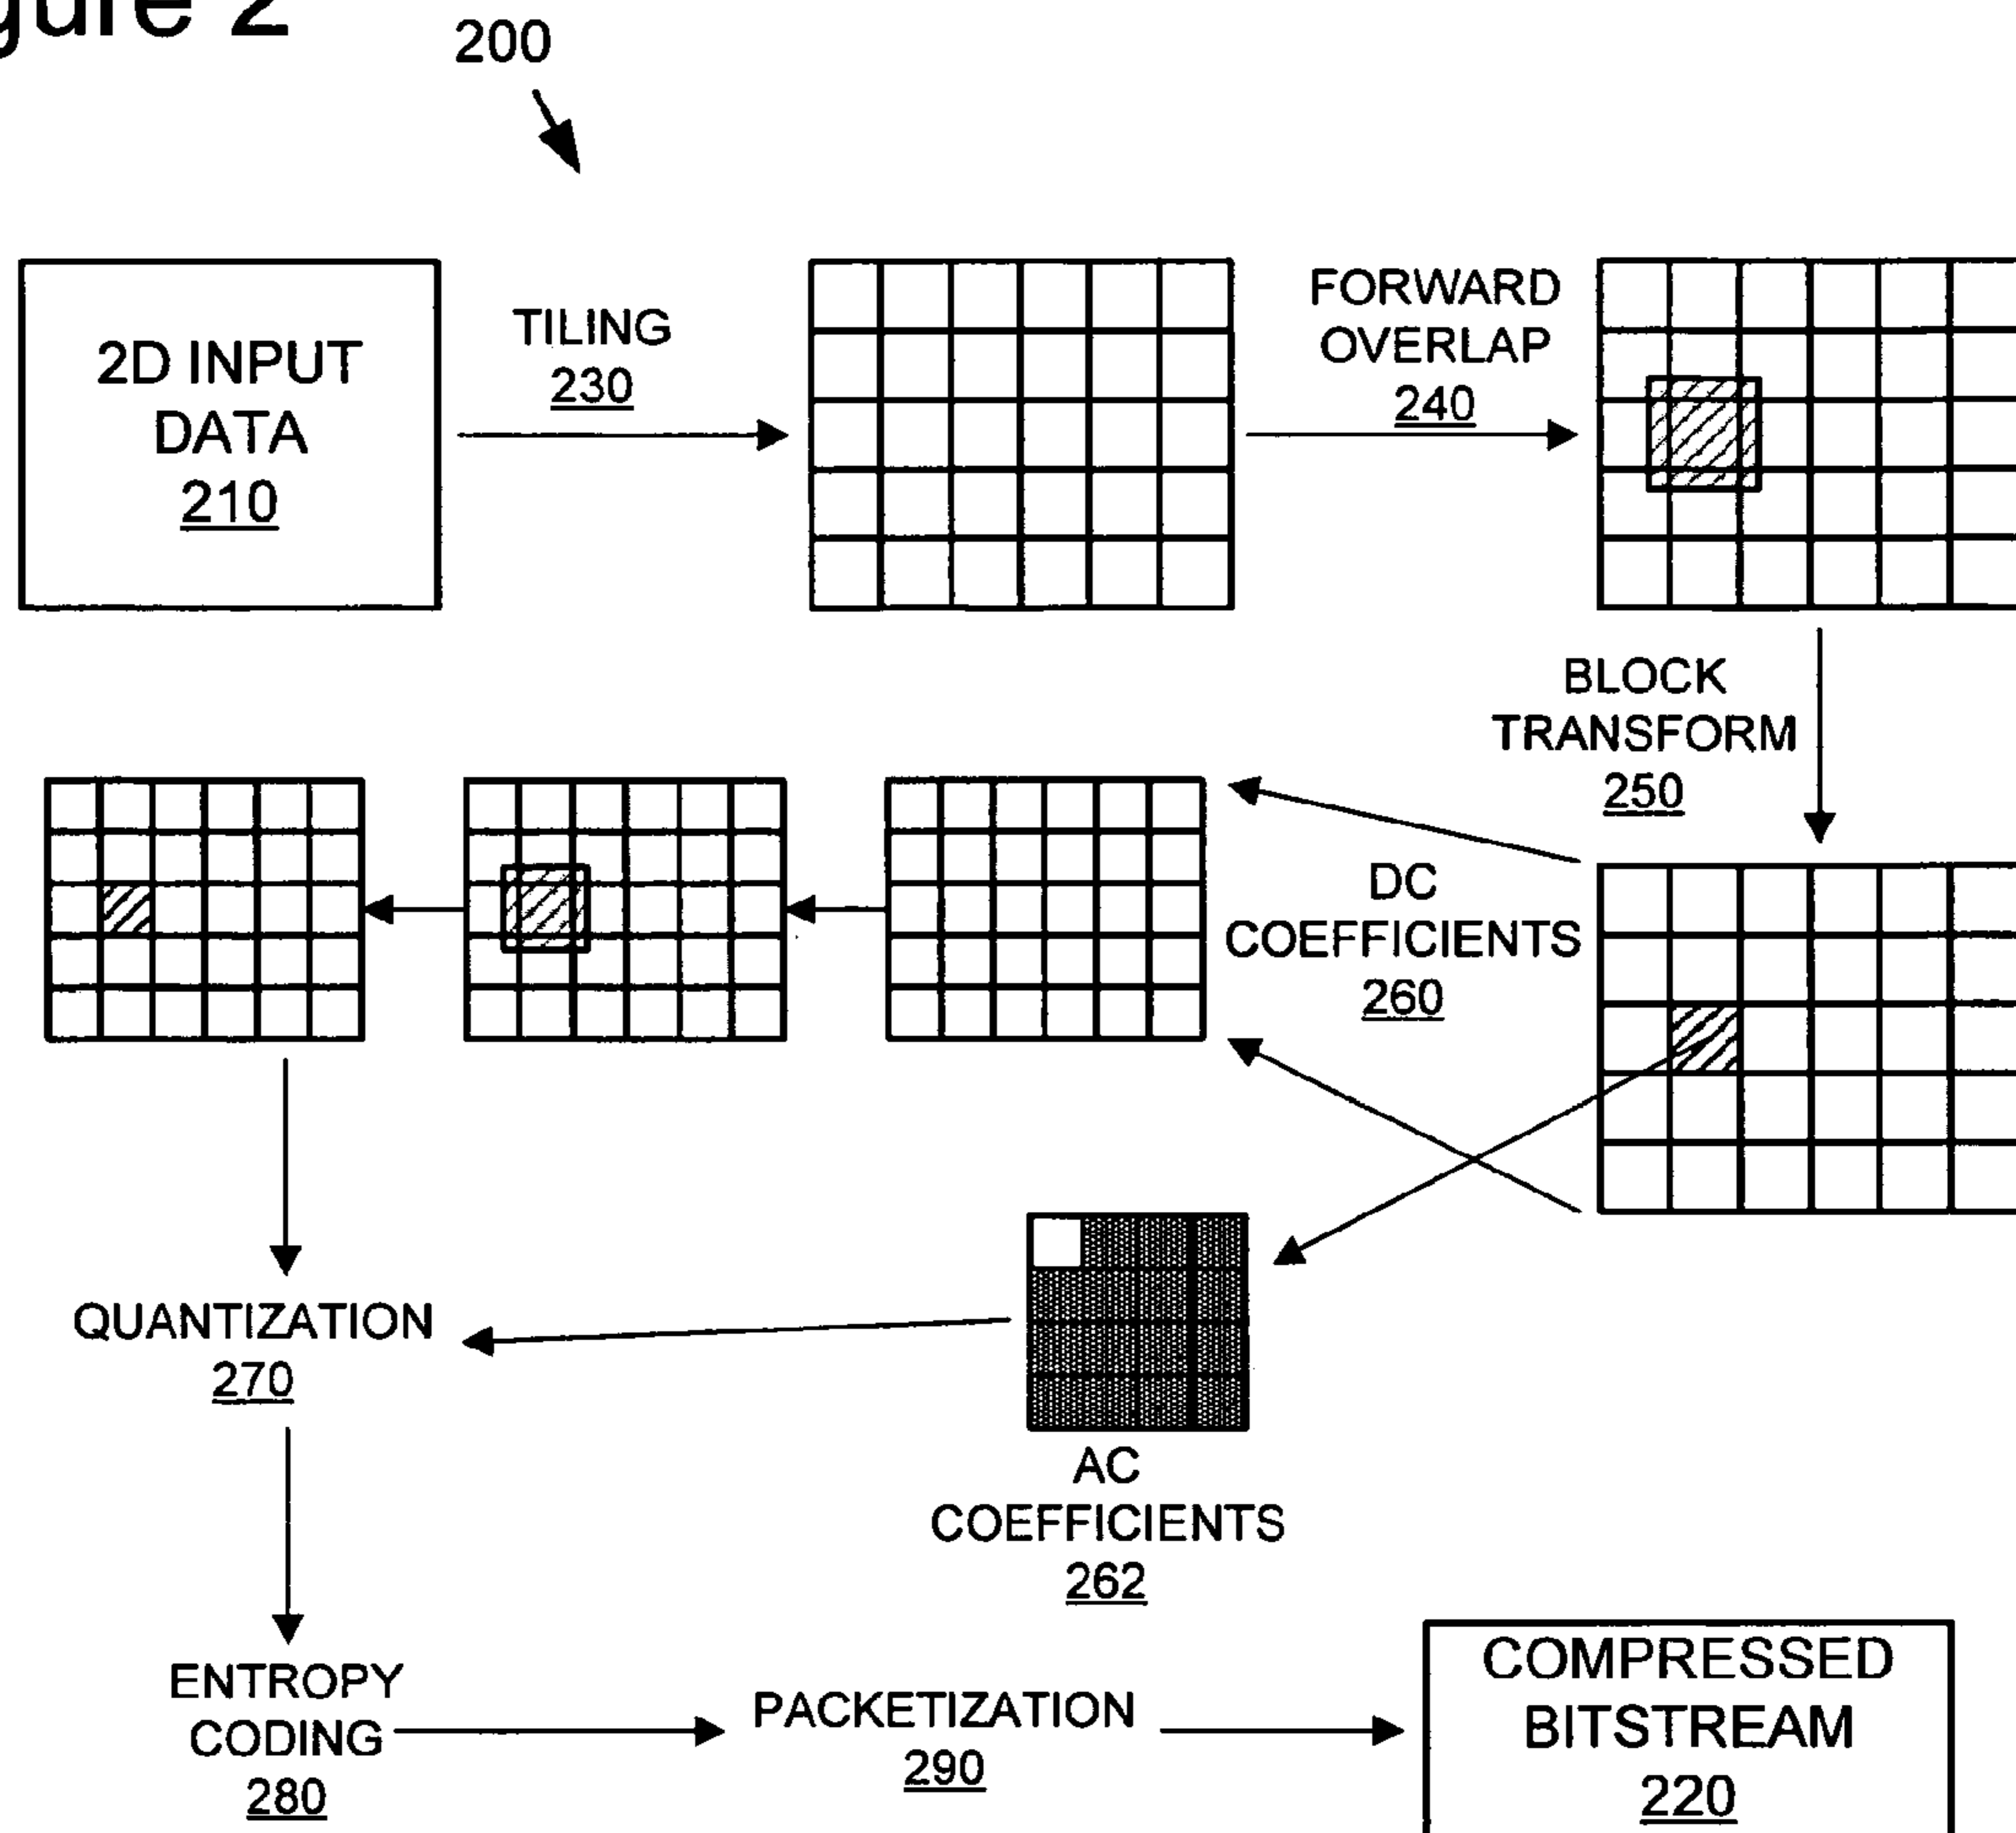 gure 2
200
2D INPUT
DATA
210
TILING
230
FORWARD
OVERLAP
240
BLOCK
TRANSFORM
250
DC
COEFFICIENTS
260
QUANTIZATION
270
AC
COEFFICIENTS
262
ENTROPY
CODING
280
PACKETIZATION
290
COMPRESSED
BITSTREAM
220